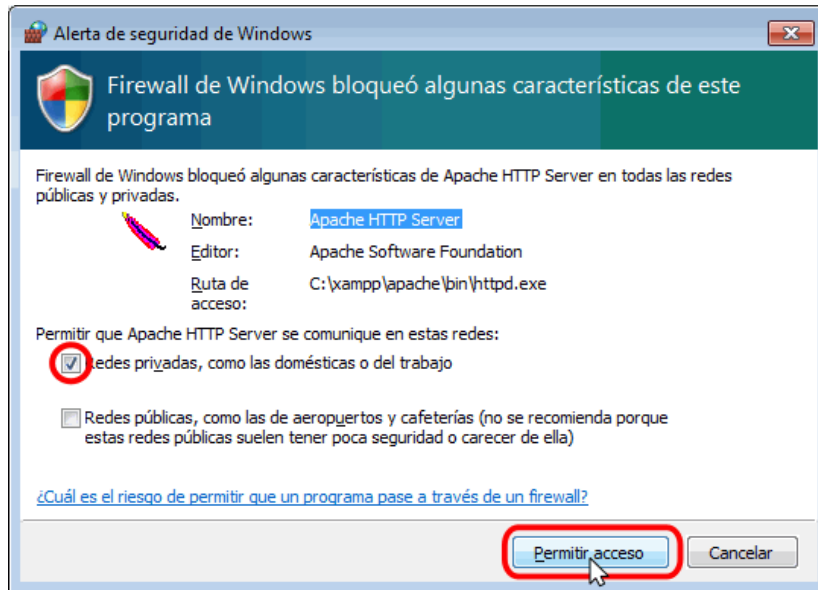 Alerta de seguridad de Windows
Firewall de Windows bloqueó algunas características de este
programa
Firewall de Windows bloqueó algunas características de Apache HTTP Server en todas las redes
públicas y privadas.
Nombre: Apache HTTP Server
Editor: Apache Software Foundation
Ruta de acceso: C:\xampp\apache\bin\httpd.exe
Permitir que Apache HTTP Server se comunique en estas redes:
Redes privadas, como las domésticas o del trabajo
Redes públicas, como las de aeropuertos y cafeterías (no se recomienda porque
estas redes públicas suelen tener poca seguridad o carecer de ella)
¿Cuál es el riesgo de permitir que un programa pase a través de un firewall?
Permitir acceso Cancelar